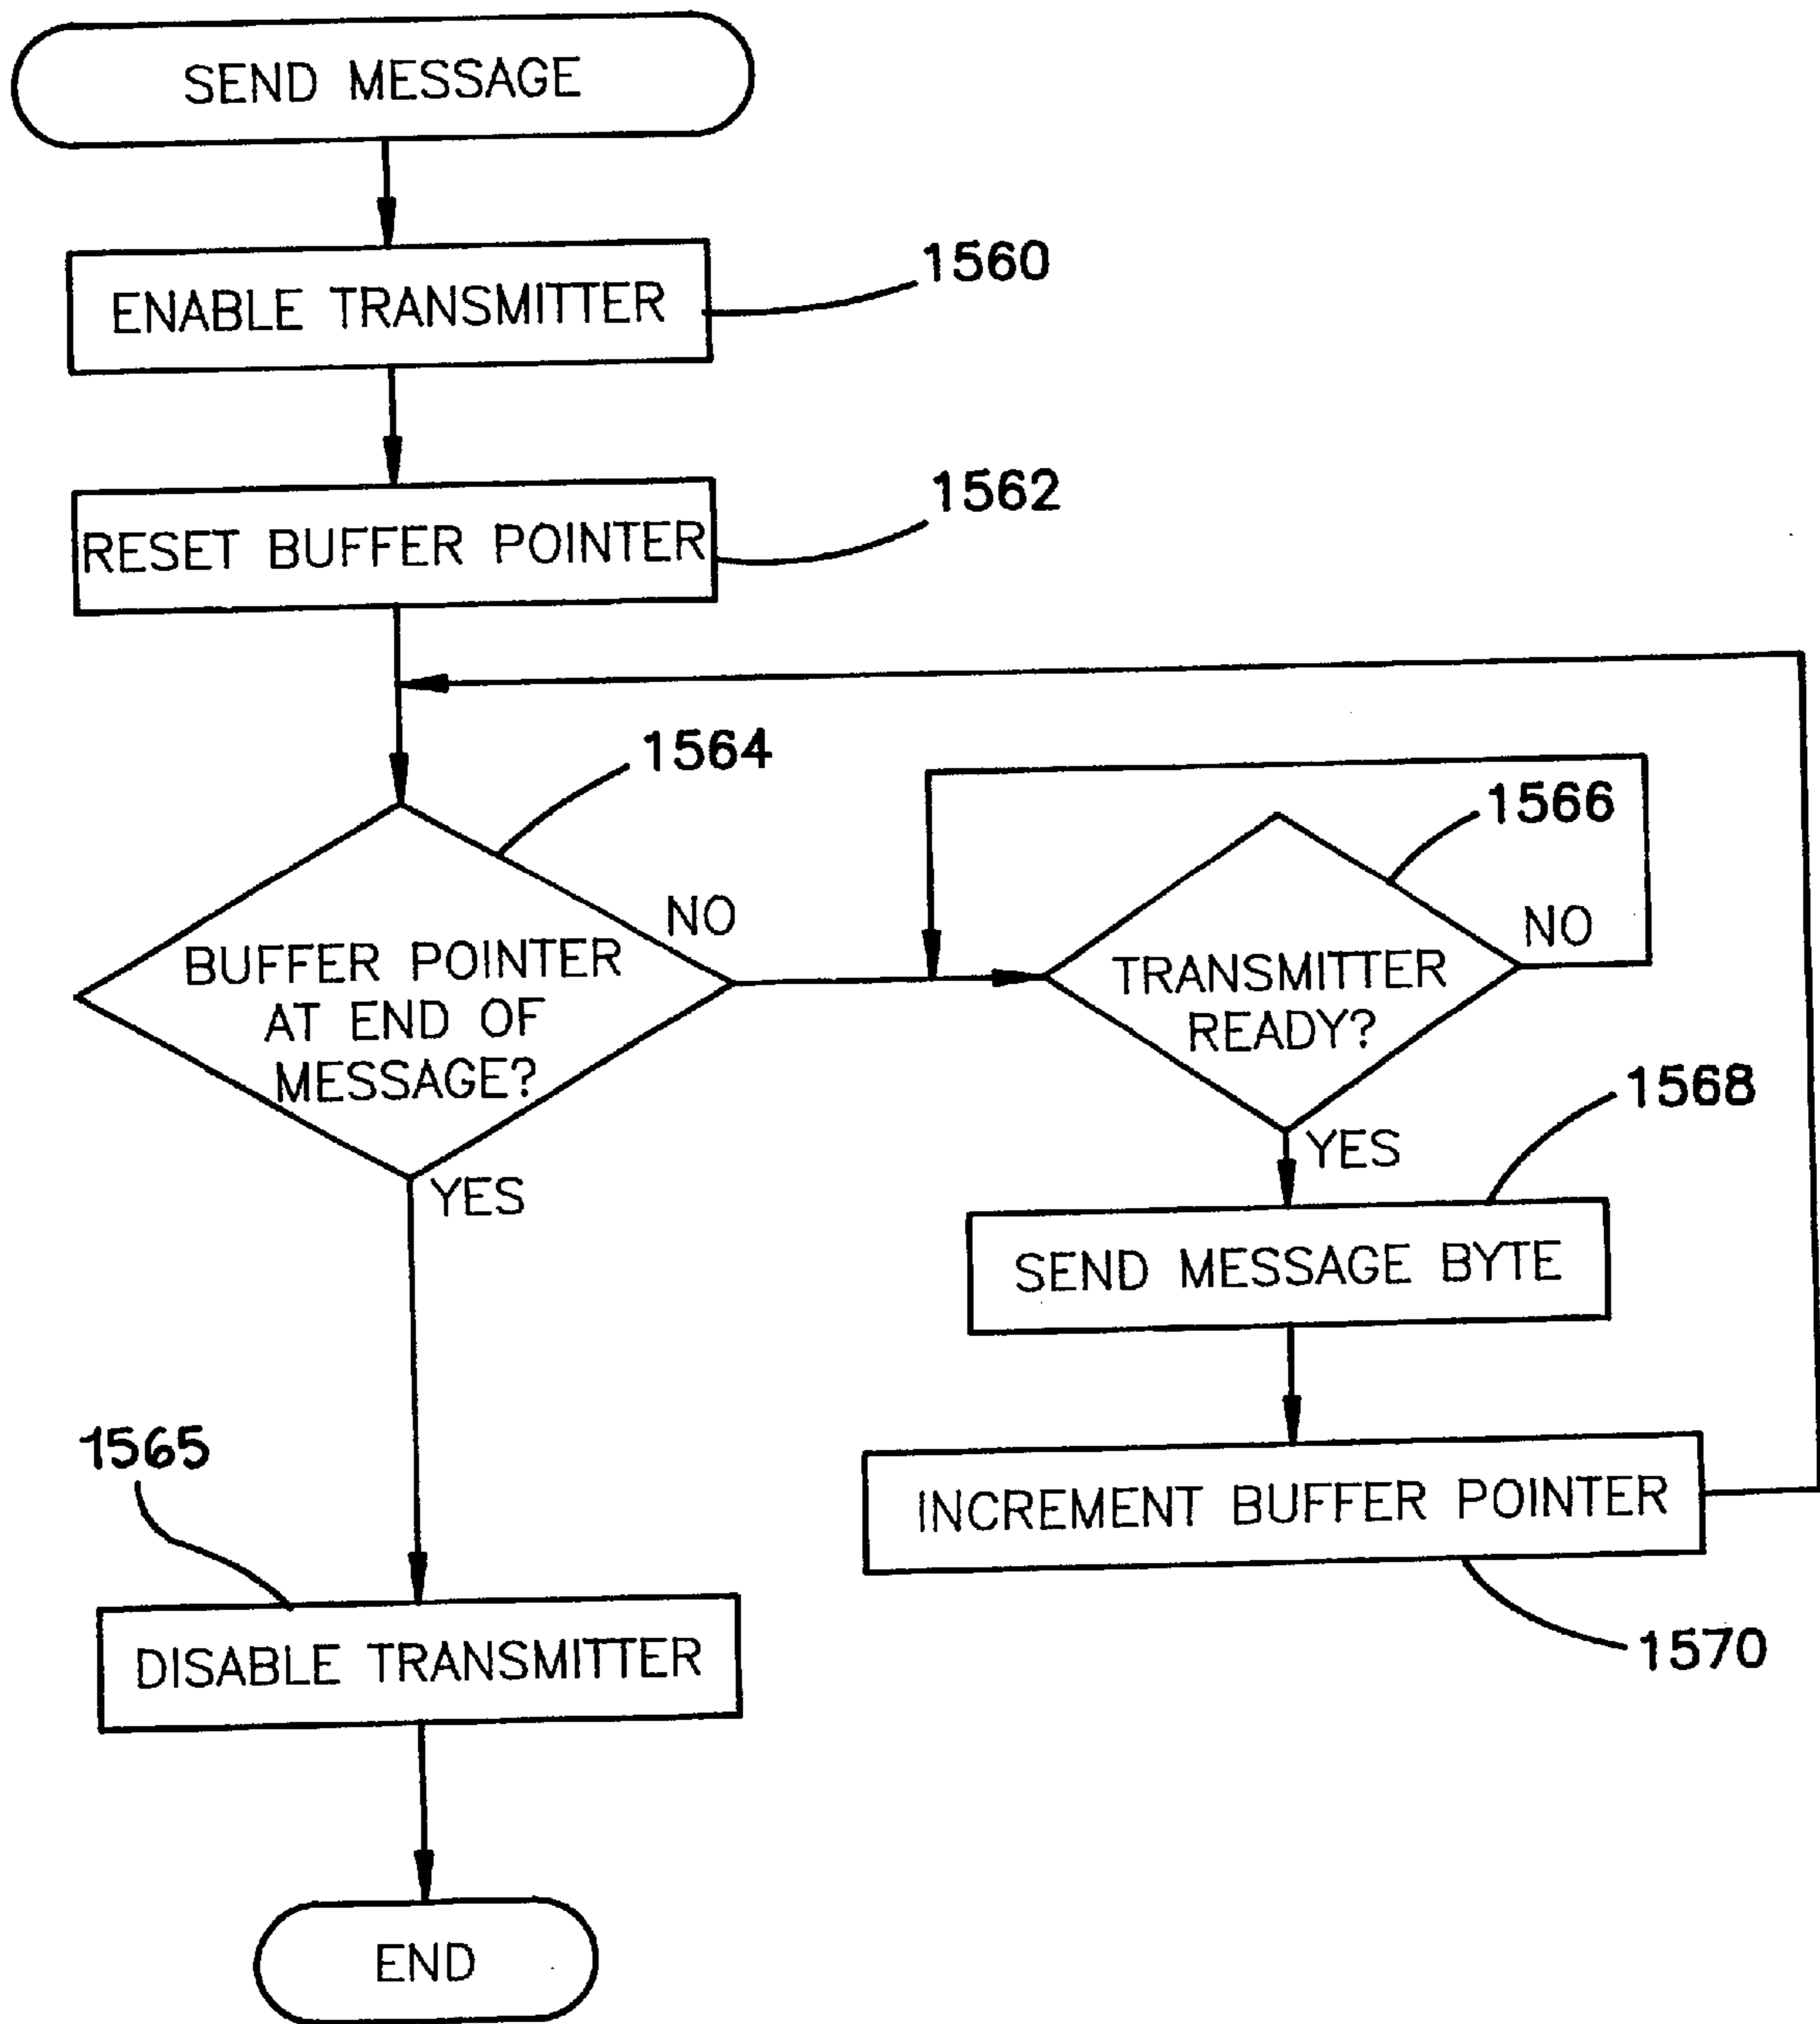 SEND MESSAGE
1560
ENABLE TRANSMITTER
1562
RESET BUFFER POINTER
1564
1566
NO
NO
BUFFER POINTER
AT END OF
MESSAGE?
TRANSMITTER
READY?
1568
YES
YES
SEND MESSAGE BYTE
1565
INCREMENT BUFFER POINTER
1570
DISABLE TRANSMITTER
END